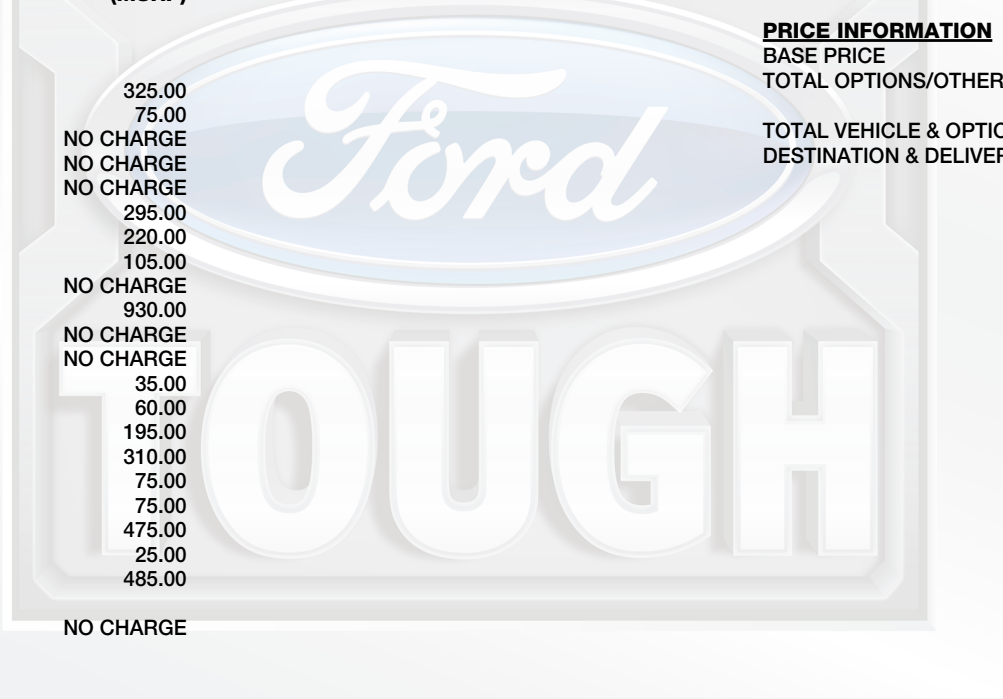 325.00
75.00
NO CHARGE
NO CHARGE
NO CHARGE
295.00
220.00
105.00
NO CHARGE
930.00
NO CHARGE
NO CHARGE
35.00
60.00
195.00
310.00
75.00
75.00
475.00
25.00
485.00
NO CHARGE
PRICE INFORMATION
BASE PRICE
TOTAL OPTIONS/OTHER
TOTAL VEHICLE & OPTIO
DESTINATION & DELIVER
Ford
TOUGH